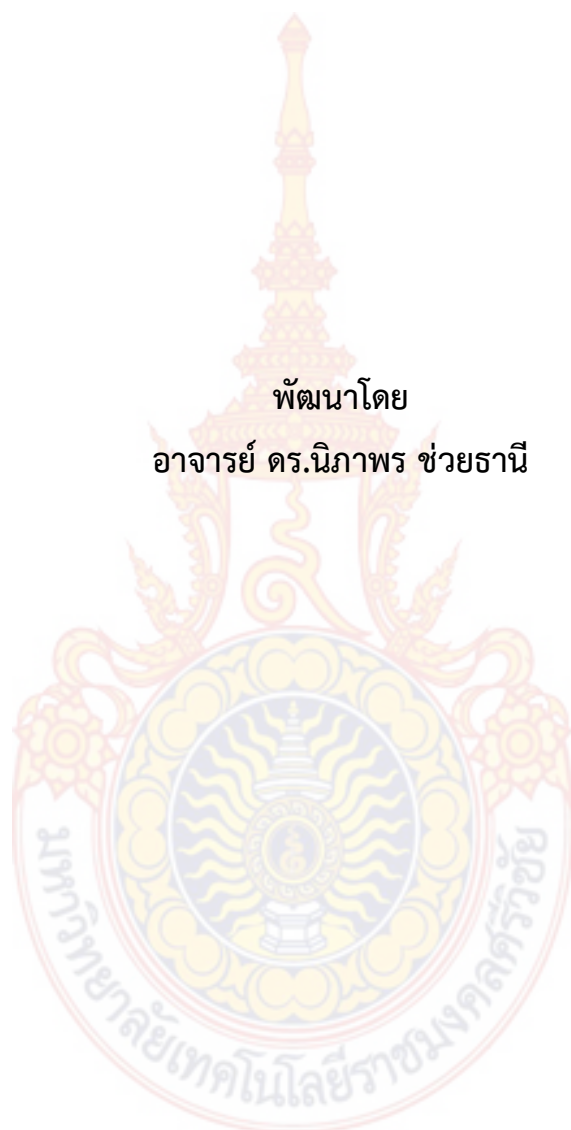 พัฒนาโดย
อาจารย์ ดร.นิภาพร ช่วยธานี
มหาวิทยาลัยเทคโนโลยีราชมงคลศรีวิชัย